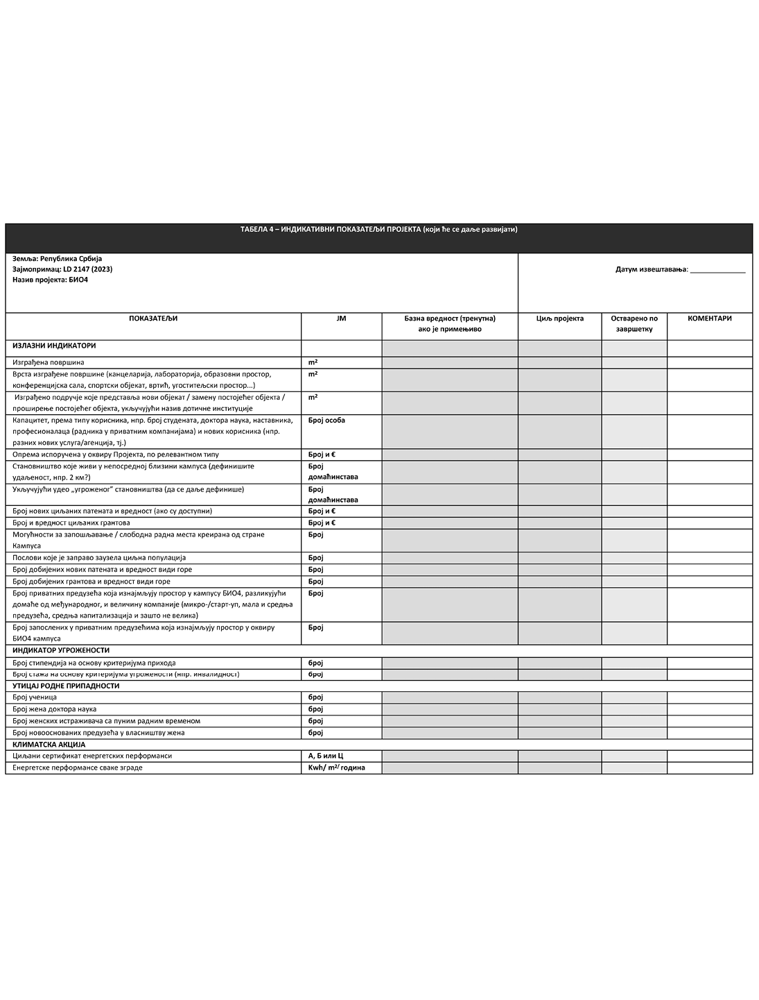 ТАБЕЛА 4 – ИНДИКАТИВНИ ПОКАЗАТЕЉИ ПРОЈЕКТА (који ће се даље развијати)
Земља: Република Србија
Зајмопримац: LD 2147 (2023)
Назив пројекта: БИО4
Датум извештавања: ______________
ПОКАЗАТЕЉИ ЈМ Базна вредност (тренутна) Циљ пројекта Остварено по КОМЕНТАРИ
ако је примењиво завршетку
ИЗЛАЗНИ ИНДИКАТОРИ
Изграђена површина m²
Врста изграђене површине (канцеларија, лабораторија, образовни простор, m²
конференцијска сала, спортски објекат, вртић, угоститељски простор...)
Изграђено подручје које представља нови објекат / замену постојећег објекта / m²
проширење постојећег објекта, укључујући назив дотичне институције
Капацитет, према типу корисника, нпр. број студената, доктора наука, наставника, Број особа
професионалаца (радника у приватним компанијама) и нових корисника (нпр.
разних нових услуга/агенција, тј.)
Опрема испоручена у оквиру Пројекта, по релевантном типу Број и €
Становништво које живи у непосредној близини кампуса (дефинишите Број
удаљеност, нпр. 2 км?) домаћинстава
Укључујући удео „угроженог” становништва (да се даље дефинише) Број
домаћинстава
Број нових циљаних патената и вредност (ако су доступни) Број и €
Број и вредност циљаних грантова Број и €
Могућности за запошљавање / слободна радна места креирана од стране Број
Кампуса
Послови које је заправо заузела циљна популација Број
Број добијених нових патената и вредност види горе Број
Број добијених грантова и вредност види горе Број
Број приватних предузећа која изнајмљују простор у кампусу БИО4, разликујући Број
домаће од међународног, и величину компаније (микро-/старт-уп, мала и средња
предузећа, средња капитализација и зашто не велика)
Број запослених у приватним предузећима која изнајмљују простор у оквиру Број
БИО4 кампуса
ИНДИКАТОР УГРОЖЕНОСТИ
Број стипендија на основу критеријума прихода број
Број стажа на основу критеријума угрожености (нпр. инвалидност) број
УТИЦАЈ РОДНЕ ПРИПАДНОСТИ
Број ученица број
Број жена доктора наука број
Број женских истраживача са пуним радним временом број
Број новооснованих предузећа у власништву жена број
КЛИМАТСКА АКЦИЈА
Циљани сертификат енергетских перформанси А, Б или Ц
Енергетске перформансе сваке зграде Kwh/ m²/ година